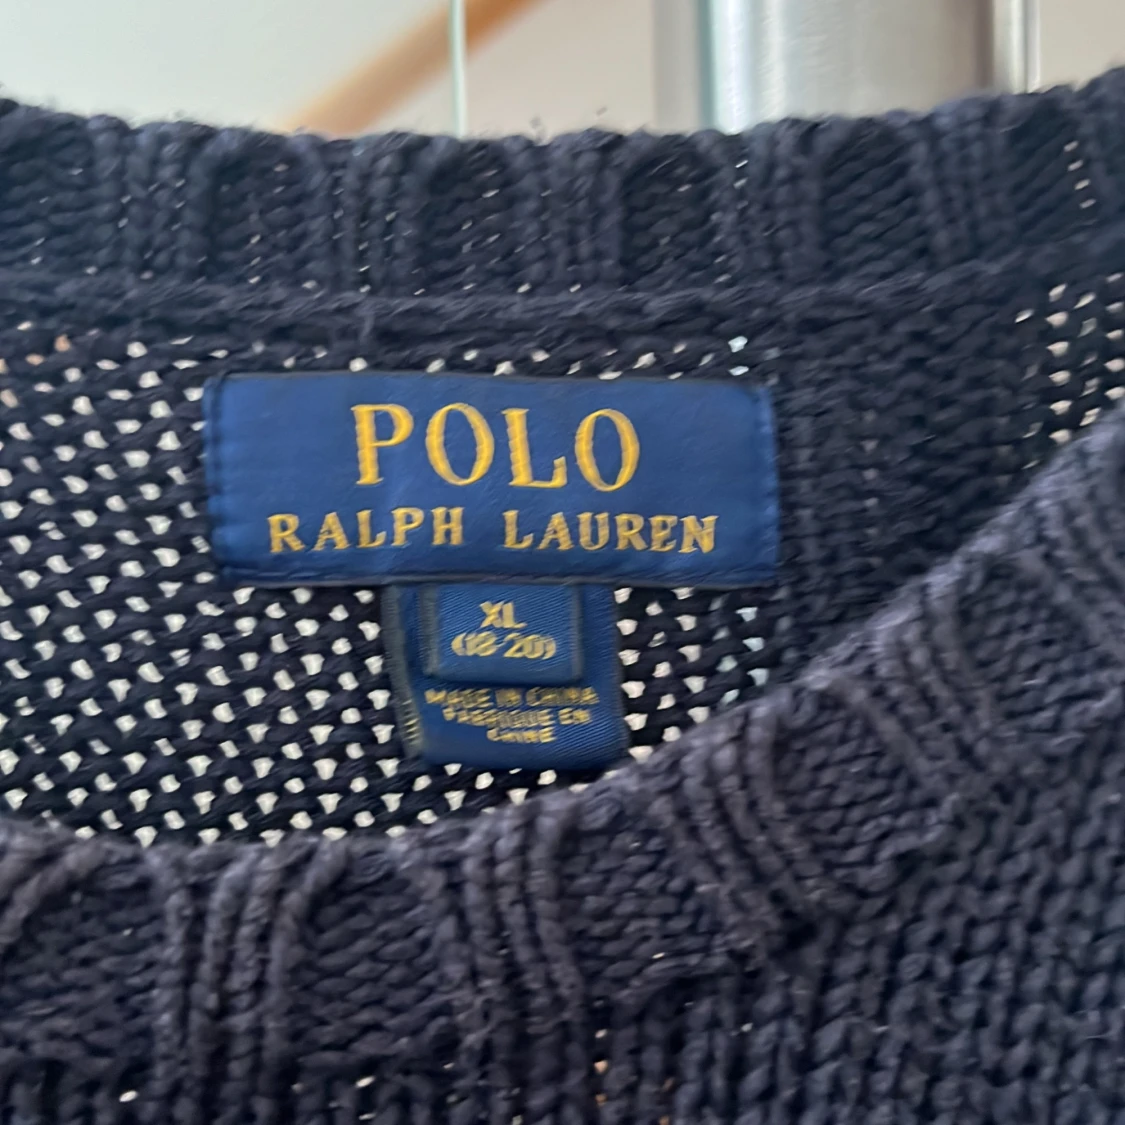 POLO
RALPH LAUREN
XL
(18-20)
MADE IN CHINA
FABRIQUE EN
CHINE